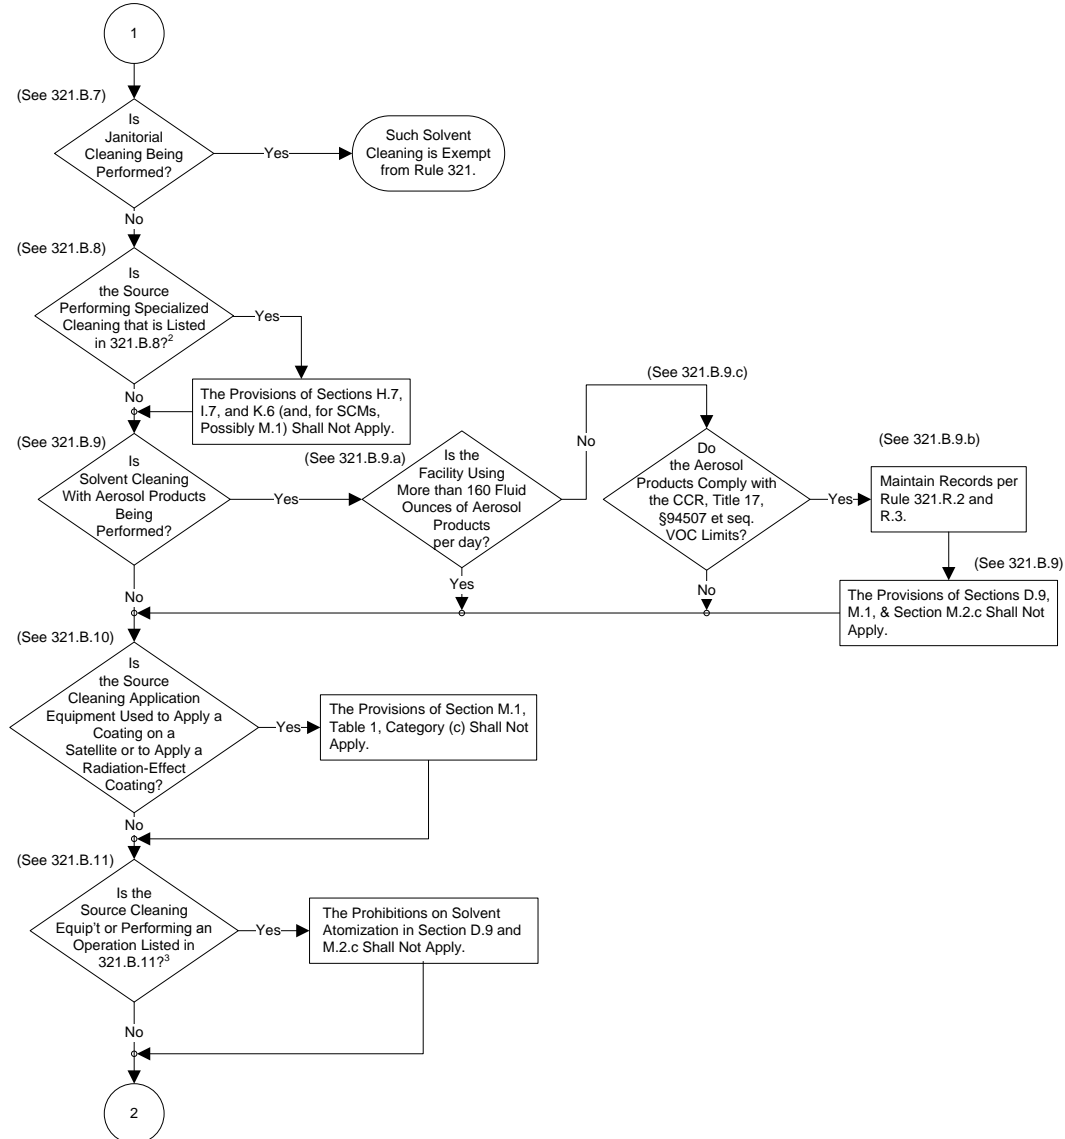 1
(See 321.B.7)
Is
Janitorial
Cleaning Being
Performed?
Yes
Such Solvent
Cleaning is Exempt
from Rule 321.
No
(See 321.B.8)
Is
the Source
Performing Specialized
Cleaning that is Listed
in 321.B.8?²
Yes
The Provisions of Sections H.7,
I.7, and K.6 (and, for SCMs,
Possibly M.1) Shall Not Apply.
No
(See 321.B.9)
Is
Solvent Cleaning
With Aerosol Products
Being
Performed?
Yes
(See 321.B.9.a)
Is the
Facility Using
More than 160 Fluid
Ounces of Aerosol
Products
per day?
No
(See 321.B.9.c)
Do
the Aerosol
Products Comply with
the CCR, Title 17,
§94507 et seq.
VOC Limits?
Yes
(See 321.B.9.b)
Maintain Records per
Rule 321.R.2 and
R.3.
(See 321.B.9)
The Provisions of Sections D.9,
M.1, & Section M.2.c Shall Not
Apply.
No
Yes
No
(See 321.B.10)
Is
the Source
Cleaning Application
Equipment Used to Apply a
Coating on a
Satellite or to Apply a
Radiation-Effect
Coating?
Yes
The Provisions of Section M.1,
Table 1, Category (c) Shall Not
Apply.
No
(See 321.B.11)
Is the
Source Cleaning
Equip't or Performing an
Operation Listed in
321.B.11?³
Yes
The Prohibitions on Solvent
Atomization in Section D.9 and
M.2.c Shall Not Apply.
No
2